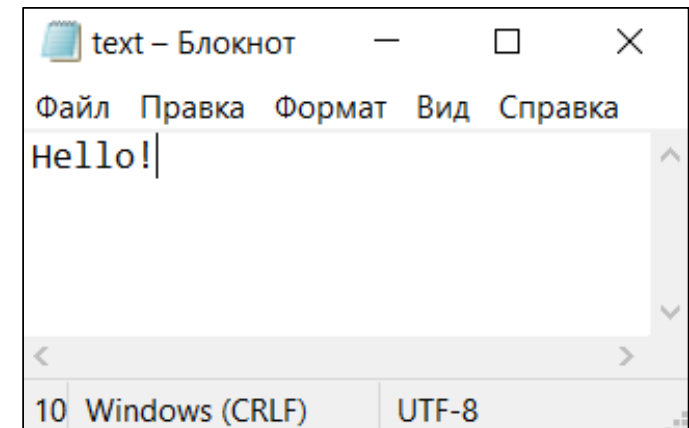 text – Блокнот
Файл Правка Формат Вид Справка
Hello!
10 Windows (CRLF) UTF-8